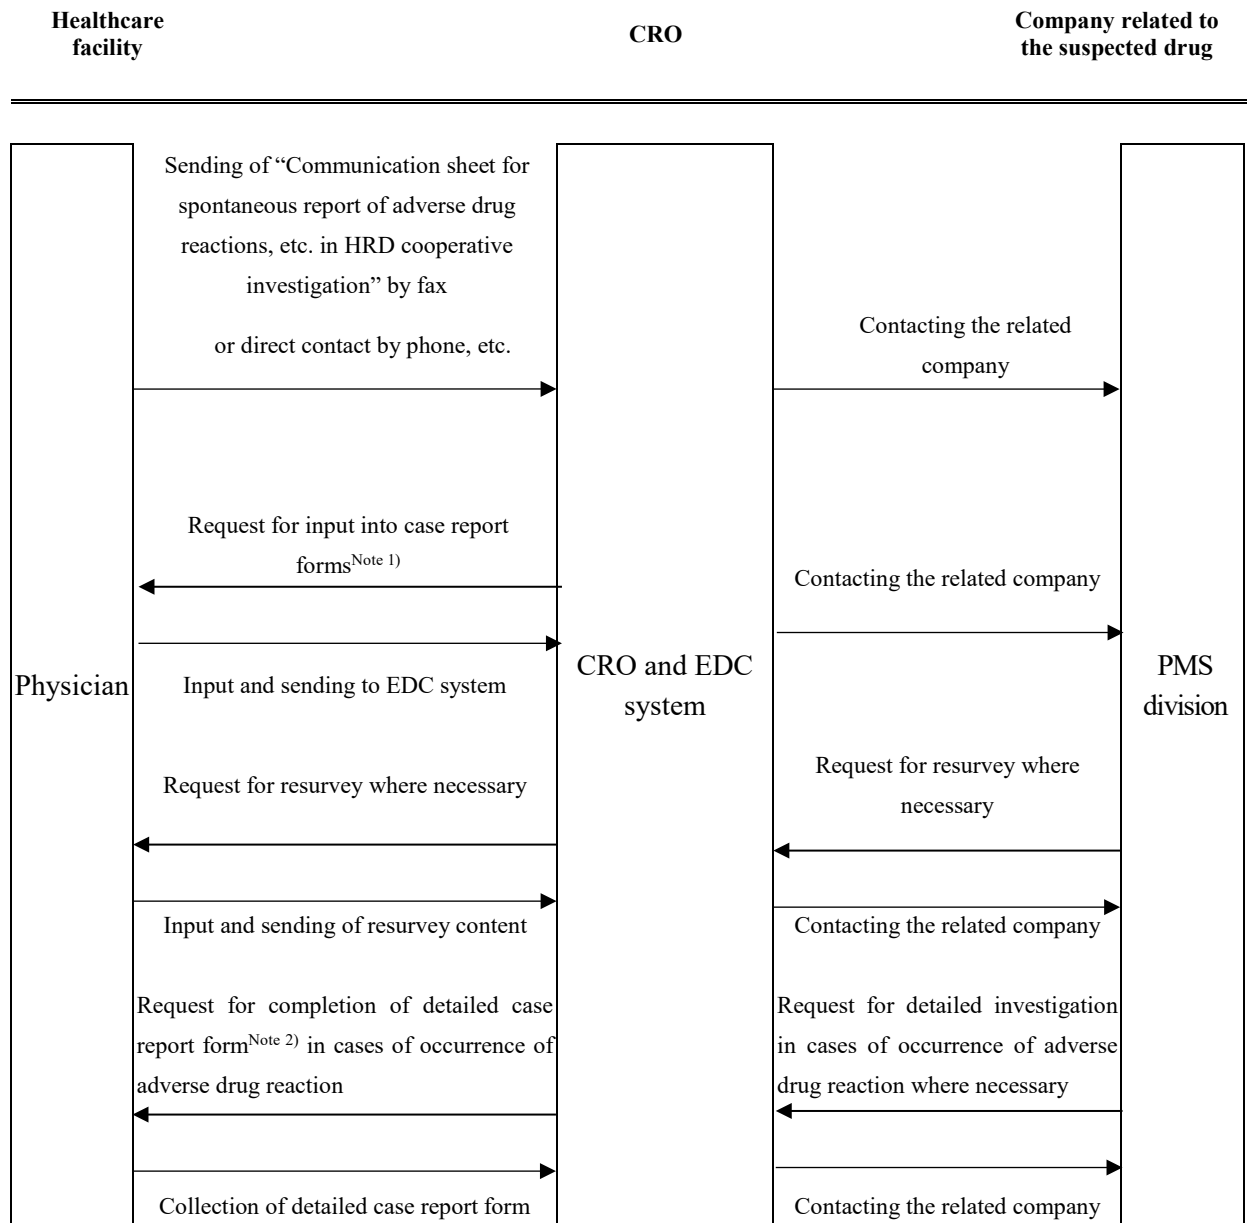 Healthcare
facility
CRO
Company related to
the suspected drug
Sending of “Communication sheet for
spontaneous report of adverse drug
reactions, etc. in HRD cooperative
investigation” by fax
or direct contact by phone, etc.
Contacting the related
company
Request for input into case report
forms^Note 1)
Contacting the related company
Physician
Input and sending to EDC system
CRO and EDC
system
PMS
division
Request for resurvey where necessary
Request for resurvey where
necessary
Input and sending of resurvey content
Contacting the related company
Request for completion of detailed case
report form^Note 2) in cases of occurrence of
adverse drug reaction
Request for detailed investigation
in cases of occurrence of adverse
drug reaction where necessary
Collection of detailed case report form
Contacting the related company